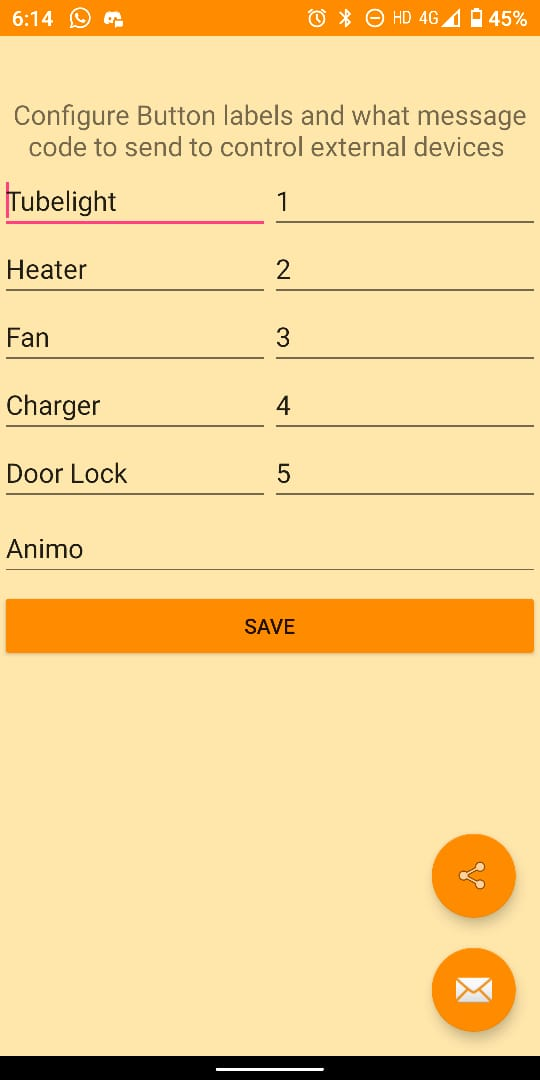 6:14 HD 4G 45%
Configure Button labels and what message
code to send to control external devices
Tubelight 1
Heater 2
Fan 3
Charger 4
Door Lock 5
Animo
SAVE